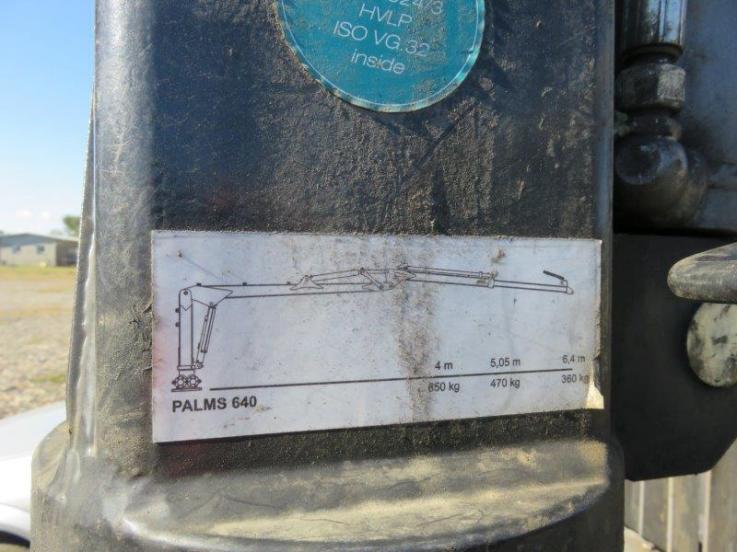 HVLP
ISO VG 32
inside
4 m 5,05 m 6,4 m
650 kg 470 kg 360 kg
PALMS 640